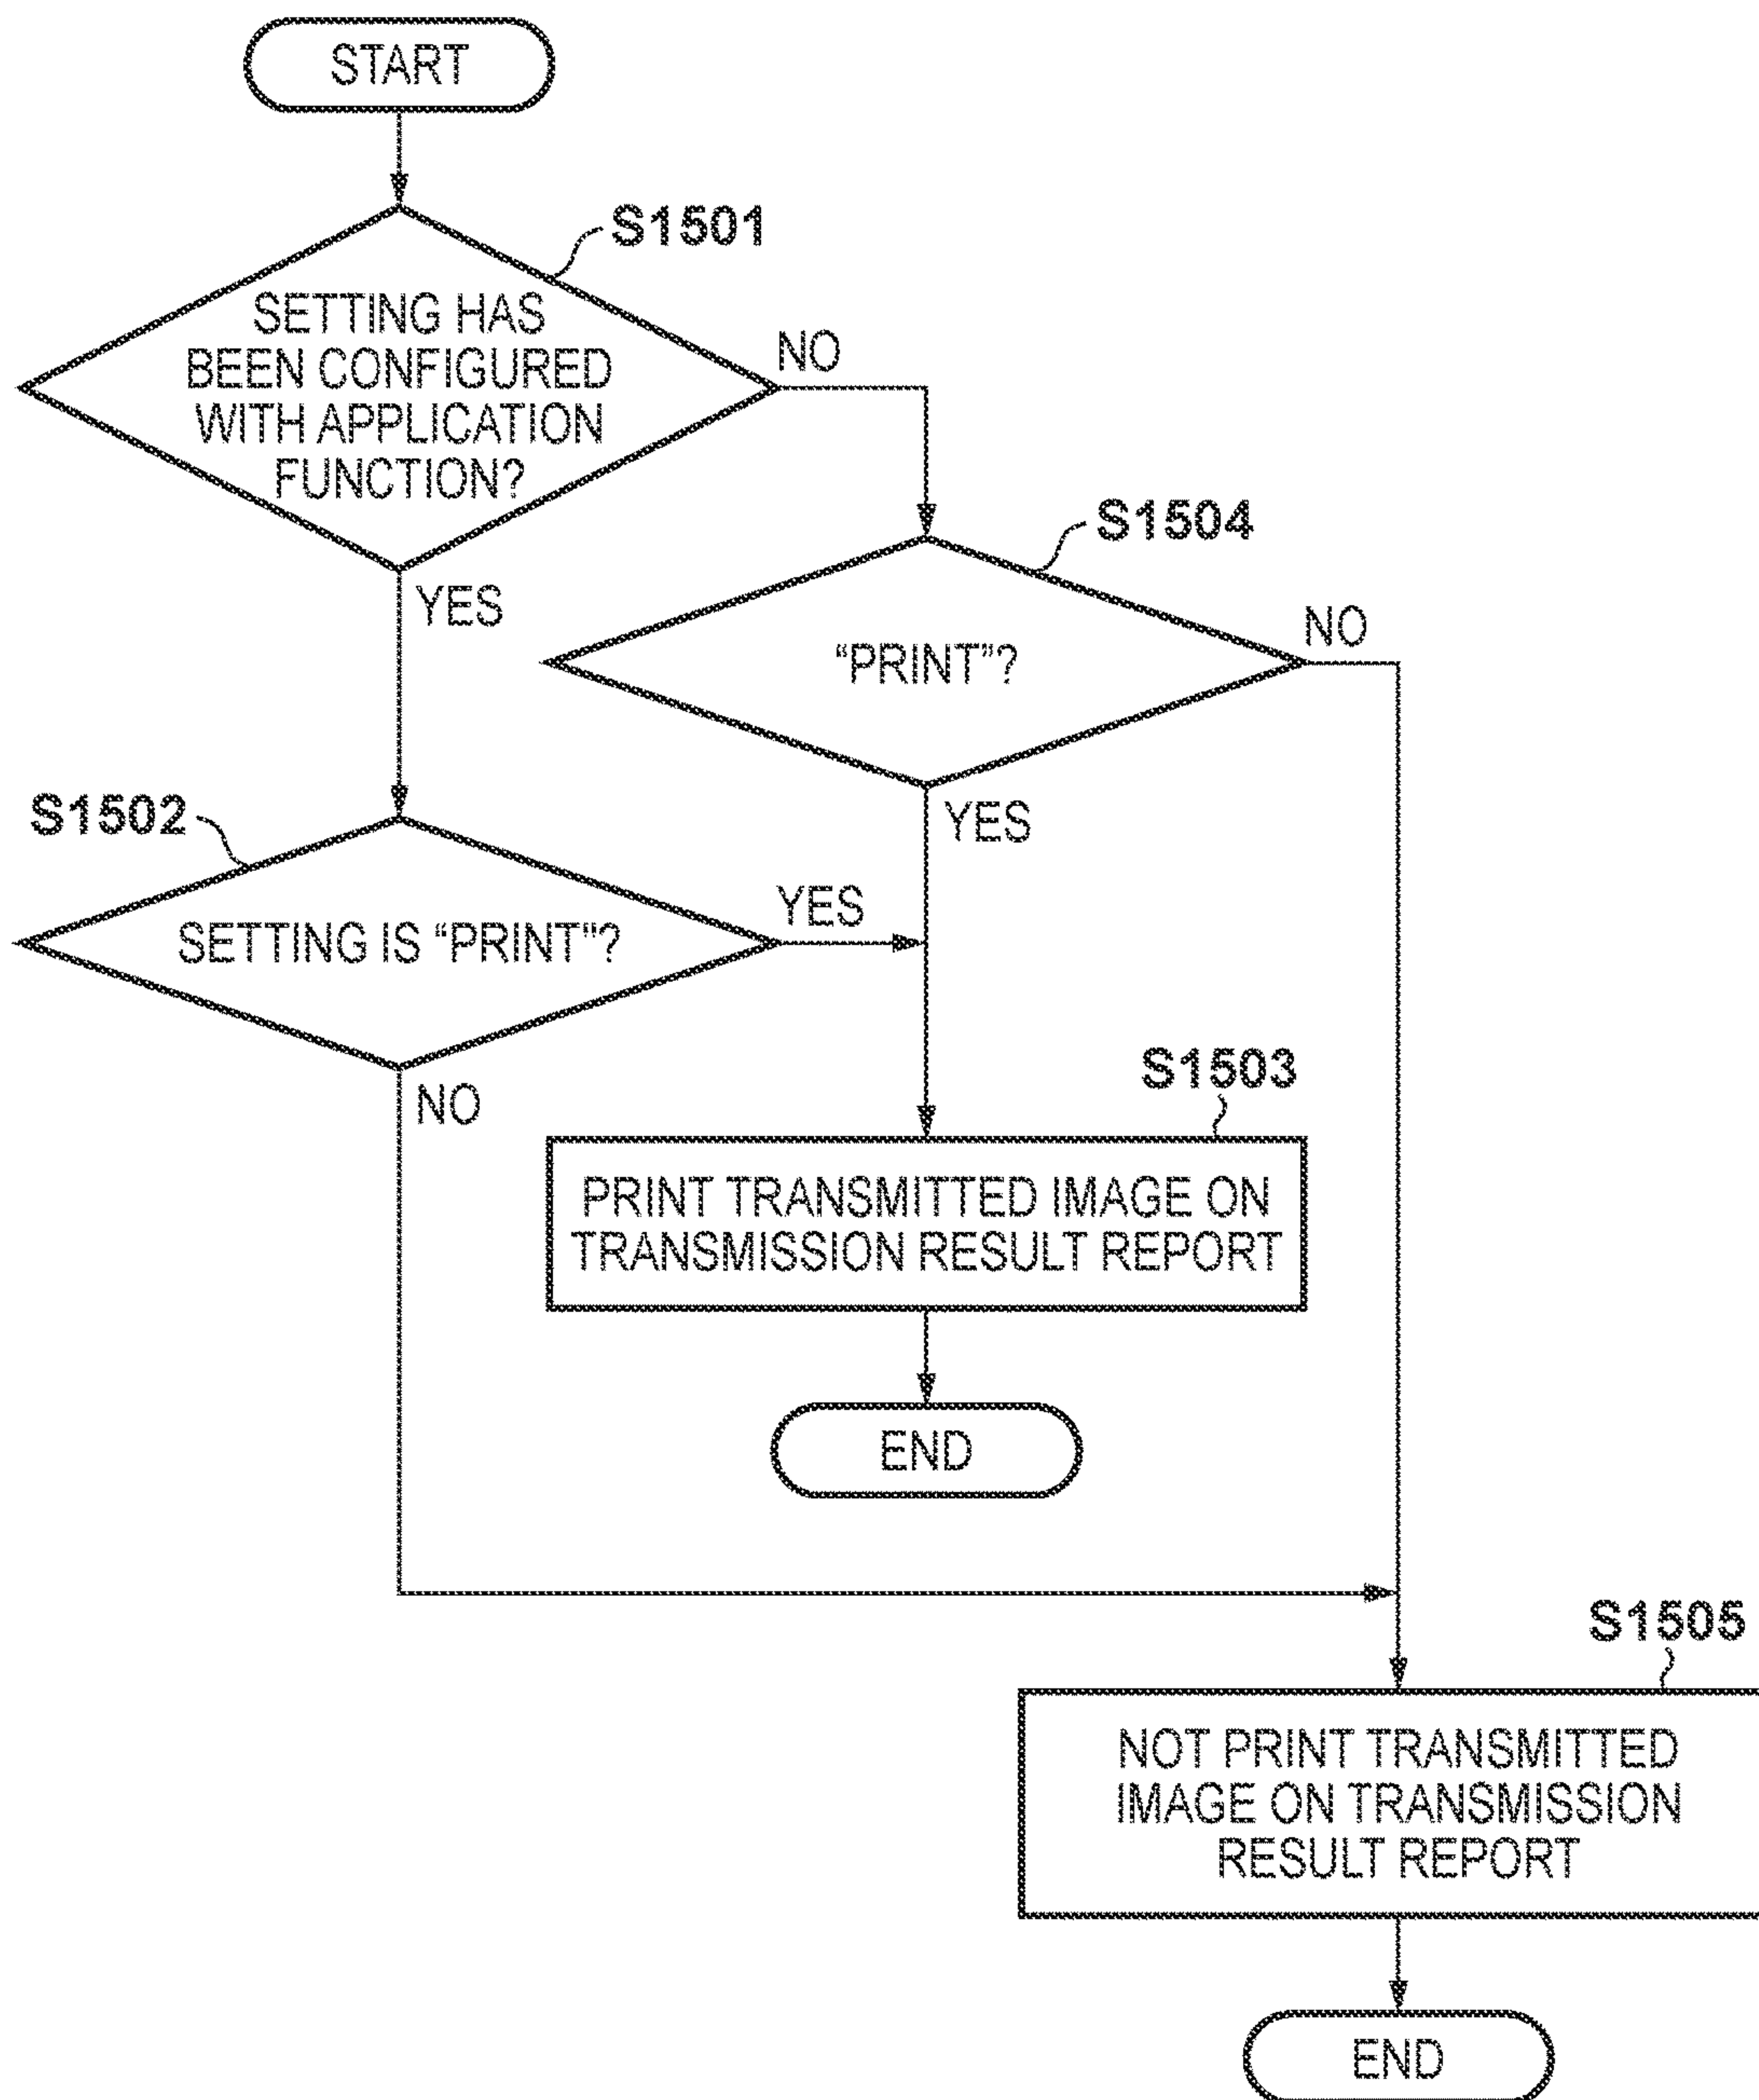 START
S1501
SETTING HAS
BEEN CONFIGURED
WITH APPLICATION
FUNCTION?
NO
YES
S1504
“PRINT”?
NO
YES
S1502
SETTING IS “PRINT”?
YES
NO
S1503
PRINT TRANSMITTED IMAGE ON
TRANSMISSION RESULT REPORT
END
S1505
NOT PRINT TRANSMITTED
IMAGE ON TRANSMISSION
RESULT REPORT
END